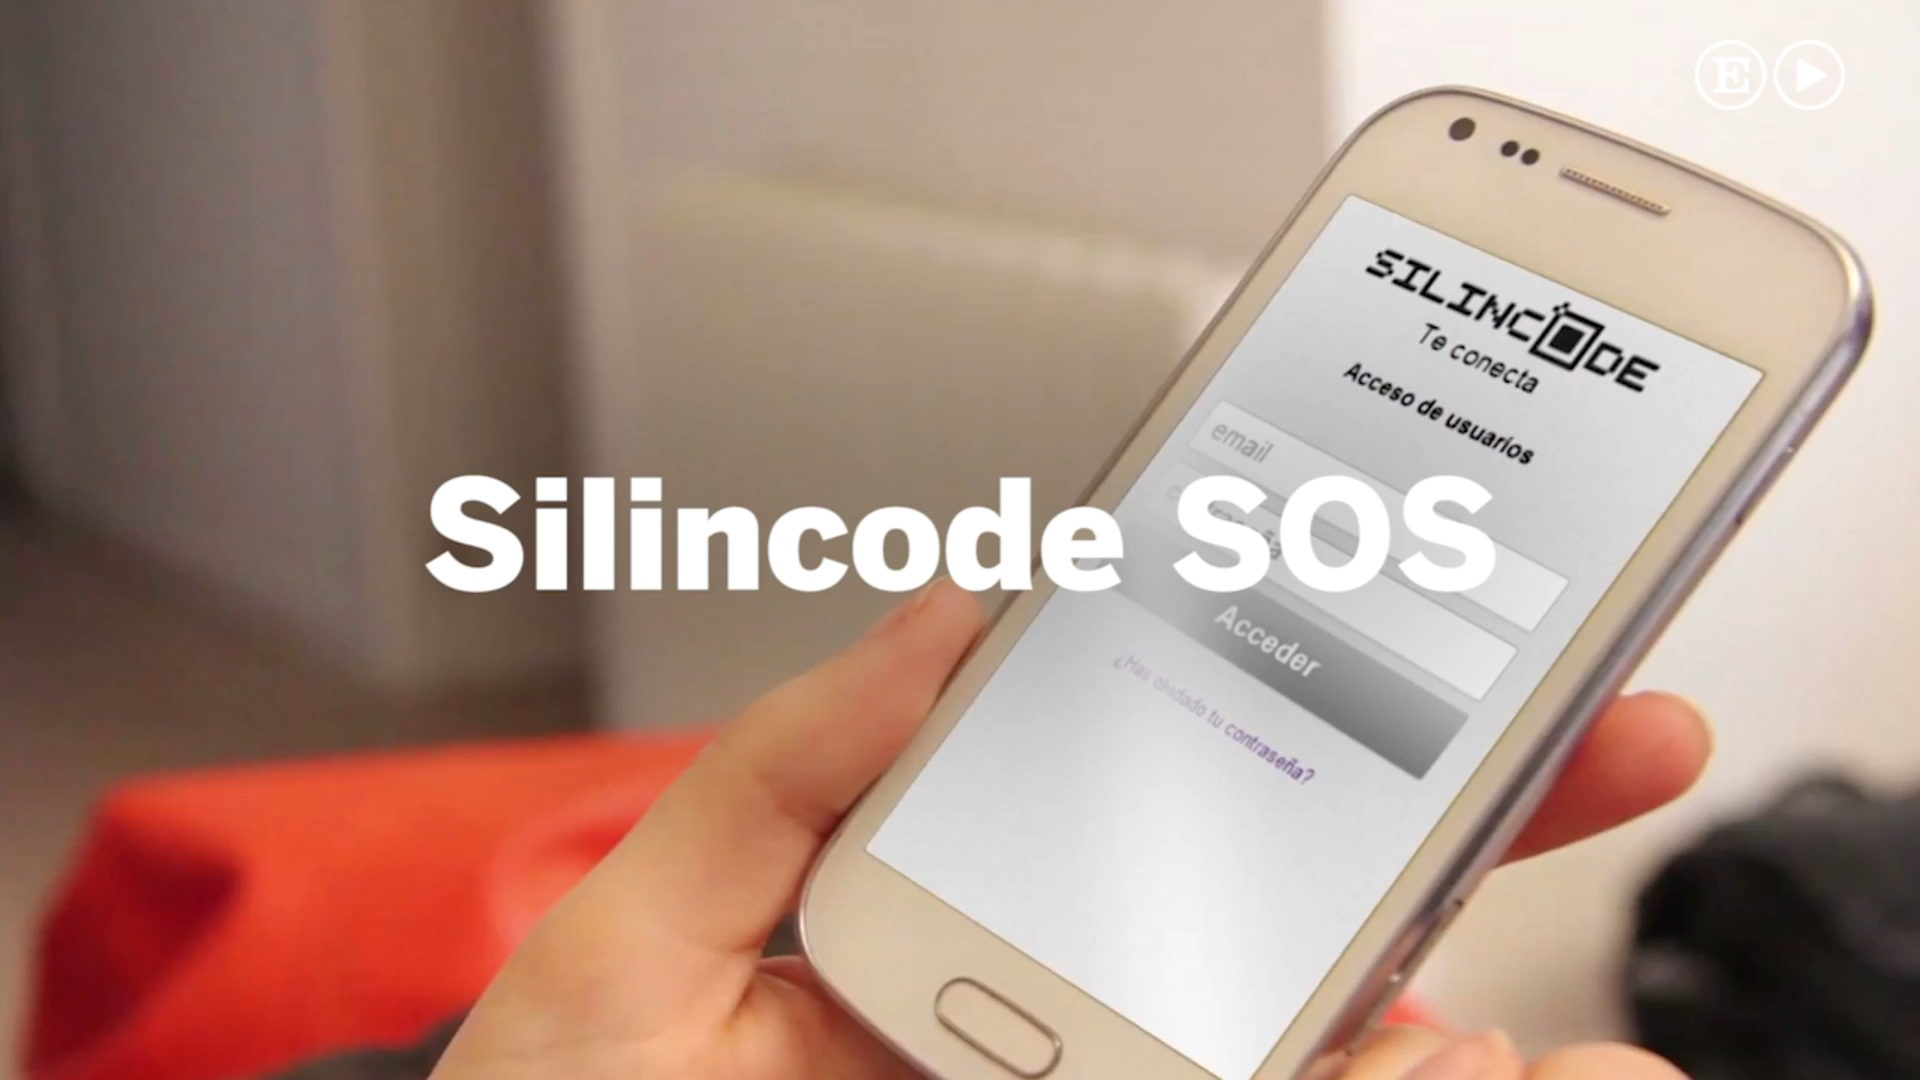 E
SILINCODE
Te conecta
Acceso de usuarios
email
Silincode SOS
Acceder
¿Has olvidado tu contraseña?